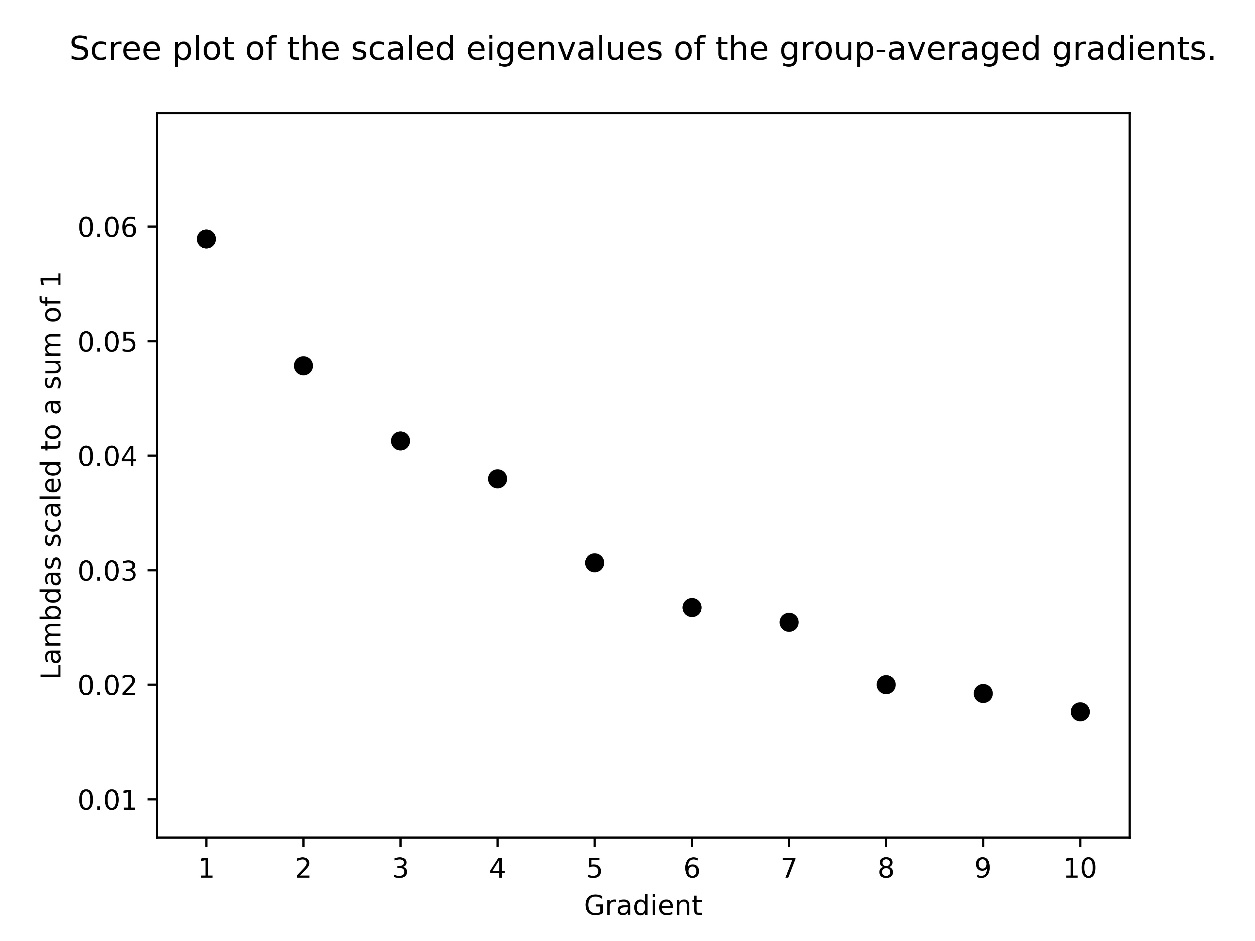 Scree plot of the scaled eigenvalues of the group-averaged gradients.
Lambdas scaled to a sum of 1
0.06
0.05
0.04
0.03
0.02
0.01
1 2 3 4 5 6 7 8 9 10
Gradient